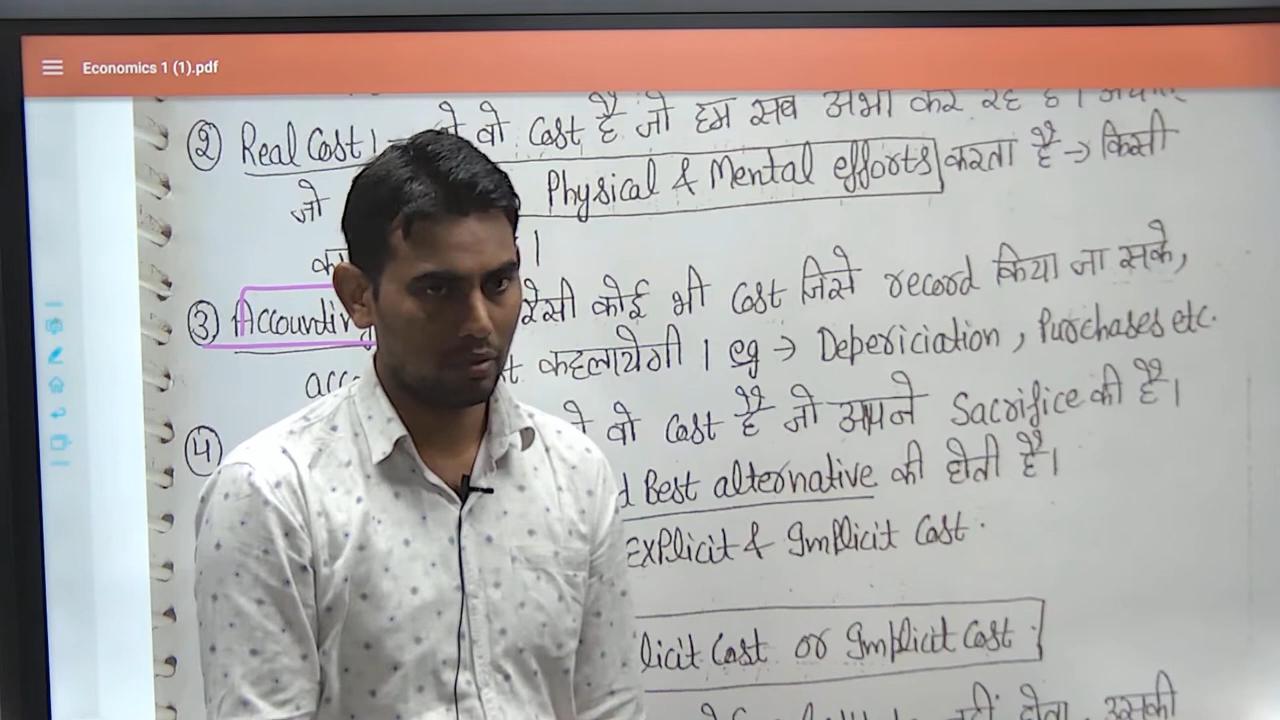 Economics 1 (1).pdf
② Real Cost वो Cost है जो हम सब अभी कर रहे
जो Physical & Mental efforts करता है → किसी
का ।
③ Accounting ऐसी कोई भी Cost जिसे record किया जा सके,
कहलायेगी । eg → Depericiation , Purchases etc.
④ वो Cost है जो आपने Sacrifice की है।
Best alternative की होती है।
Explicit & Implicit Cost.
licit Cost or Implicit Cost
होता